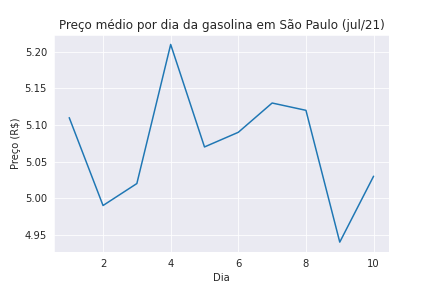 Preço médio por dia da gasolina em São Paulo (jul/21)
5.20
5.15
5.10
5.05
5.00
4.95
Preço (R$)
2 4 6 8 10
Dia